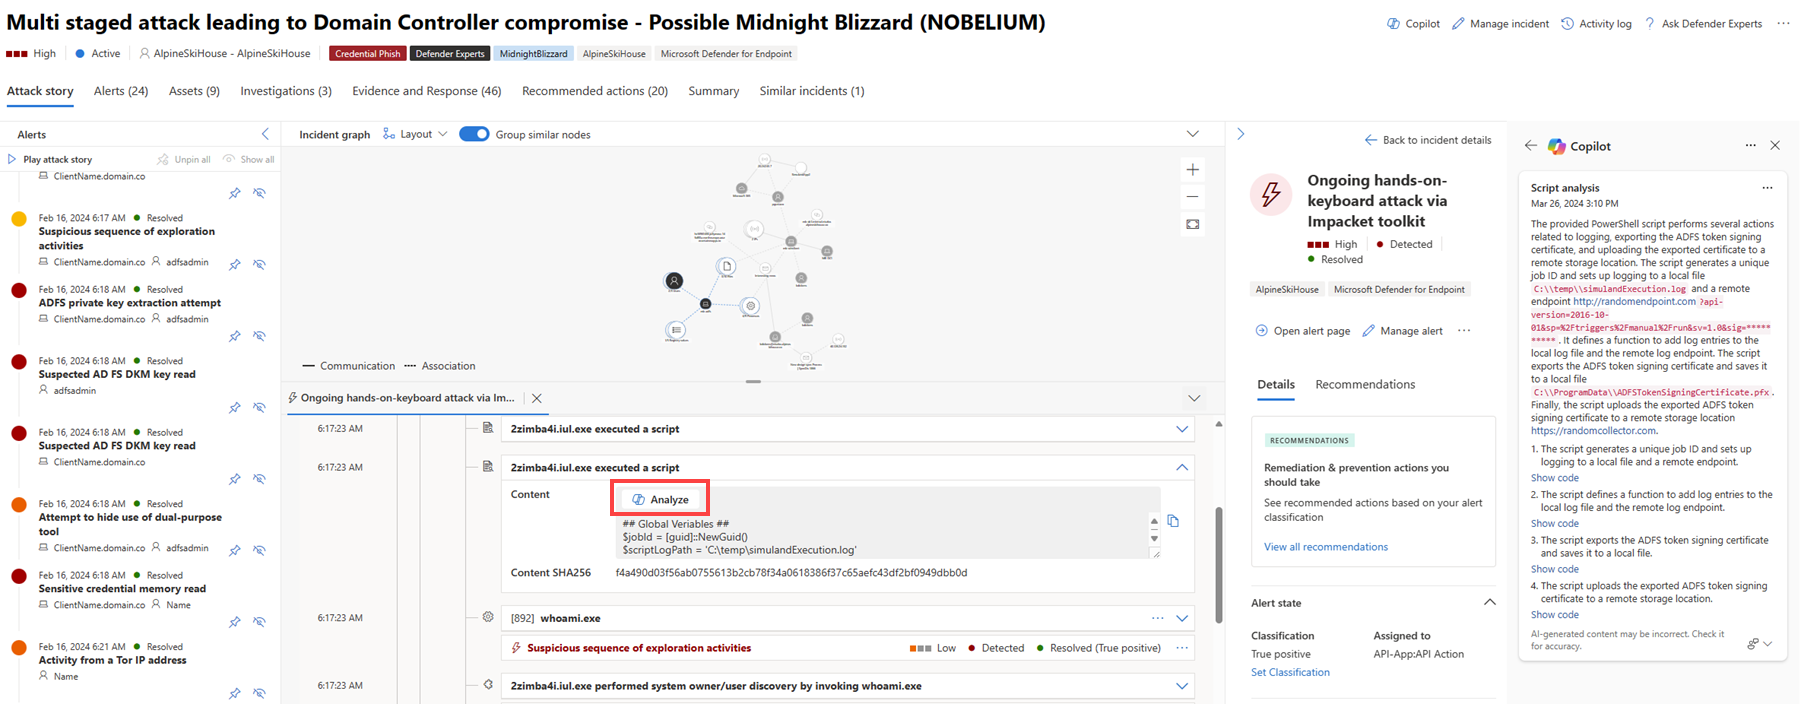 Multi staged attack leading to Domain Controller compromise - Possible Midnight Blizzard (NOBELIUM)
Copilot
Manage incident
Activity log
Ask Defender Experts
High
Active
AlpineSkiHouse - AlpineSkiHouse
Credential Phish
Defender Experts
MidnightBlizzard
AlpineSkiHouse
Microsoft Defender for Endpoint
Attack story
Alerts (24)
Assets (9)
Investigations (3)
Evidence and Response (46)
Recommended actions (20)
Summary
Similar incidents (1)
Alerts
Play attack story
Unpin all
Show all
ClientName.domain.co
Feb 16, 2024 6:17 AM Resolved
Suspicious sequence of exploration
activities
ClientName.domain.co adfsadmin
Feb 16, 2024 6:18 AM Resolved
ADFS private key extraction attempt
ClientName.domain.co adfsadmin
Feb 16, 2024 6:18 AM Resolved
Suspected AD FS DKM key read
adfsadmin
Feb 16, 2024 6:18 AM Resolved
Suspected AD FS DKM key read
ClientName.domain.co
Feb 16, 2024 6:18 AM Resolved
Attempt to hide use of dual-purpose
tool
ClientName.domain.co adfsadmin
Feb 16, 2024 6:18 AM Resolved
Sensitive credential memory read
ClientName.domain.co Name
Feb 16, 2024 6:21 AM Resolved
Activity from a Tor IP address
Name
Incident graph
Layout
Group similar nodes
Communication
Association
Ongoing hands-on-keyboard attack via Im...
6:17:23 AM
2zimba4i.iul.exe executed a script
6:17:23 AM
2zimba4i.iul.exe executed a script
Content
Analyze
## Global Veriables ##
$jobId = [guid]::NewGuid()
$scriptLogPath = 'C:\temp\simulandExecution.log'
Content SHA256
f4a490d03f56ab0755613b2cb78f34a0618386f37c65aefc43df2bf0949dbb0d
6:17:23 AM
[892] whoami.exe
Suspicious sequence of exploration activities
Low
Detected
Resolved (True positive)
6:17:23 AM
2zimba4i.iul.exe performed system owner/user discovery by invoking whoami.exe
Back to incident details
Ongoing hands-on-
keyboard attack via
Impacket toolkit
High
Detected
Resolved
AlpineSkiHouse
Microsoft Defender for Endpoint
Open alert page
Manage alert
Details
Recommendations
RECOMMENDATIONS
Remediation & prevention actions you
should take
See recommended actions based on your alert
classification
View all recommendations
Alert state
Classification
True positive
Set Classification
Assigned to
API-App:API Action
Copilot
Script analysis
Mar 26, 2024 3:10 PM
The provided PowerShell script performs several actions
related to logging, exporting the ADFS token signing
certificate, and uploading the exported certificate to a
remote storage location. The script generates a unique
job ID and sets up logging to a local file
C:\\temp\\simulandExecution.log and a remote
endpoint http://randomendpoint.com ?api-
version=2016-10-
01&sp=%2Ftriggers%2Fmanual%2Frun&sv=1.0&sig=*******
*********. It defines a function to add log entries to the
local log file and the remote log endpoint. The script
exports the ADFS token signing certificate and saves it
to a local file
C:\\ProgramData\\ADFSTokenSigningCertificate.pfx.
Finally, the script uploads the exported ADFS token
signing certificate to a remote storage location
https://randomcollector.com.
1. The script generates a unique job ID and sets up
logging to a local file and a remote endpoint.
Show code
2. The script defines a function to add log entries to the
local log file and the remote log endpoint.
Show code
3. The script exports the ADFS token signing certificate
and saves it to a local file.
Show code
4. The script uploads the exported ADFS token signing
certificate to a remote storage location.
Show code
AI-generated content may be incorrect. Check it
for accuracy.